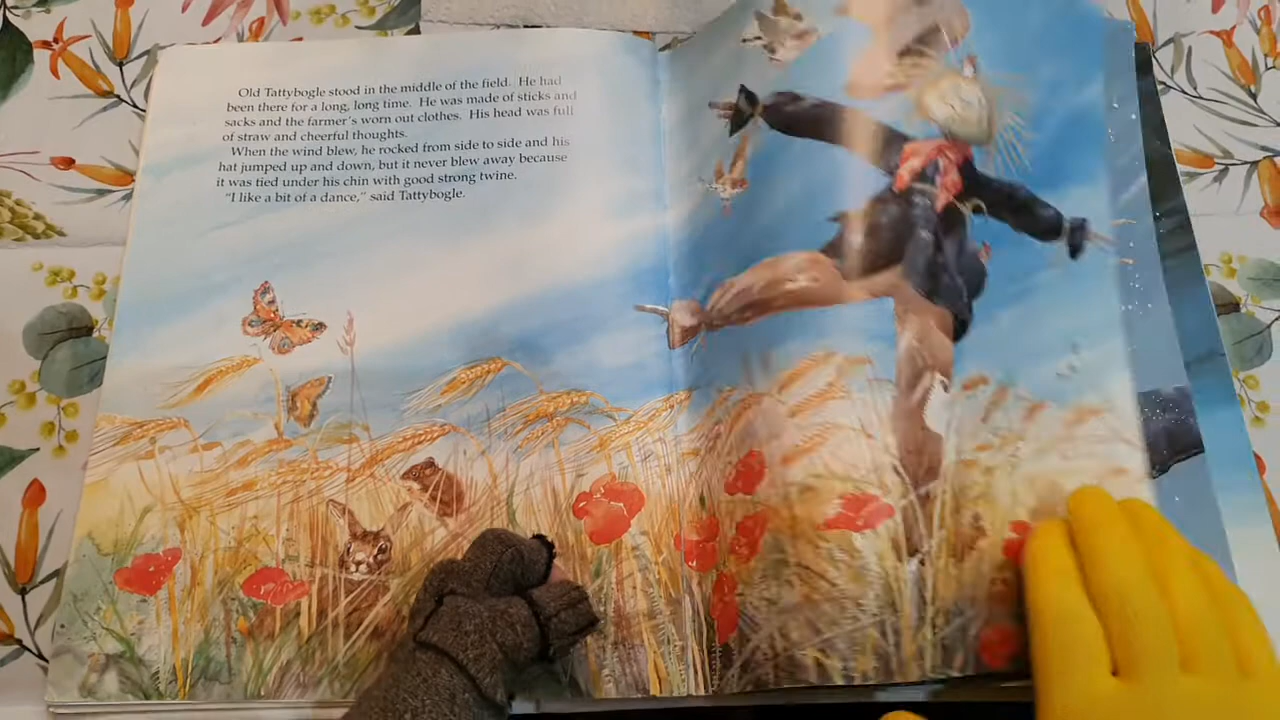 Old Tattybogle stood in the middle of the field. He had
been there for a long, long time. He was made of sticks and
sacks and the farmer's worn out clothes. His head was full
of straw and cheerful thoughts.
When the wind blew, he rocked from side to side and his
hat jumped up and down, but it never blew away because
it was tied under his chin with good strong twine.
"I like a bit of a dance," said Tattybogle.